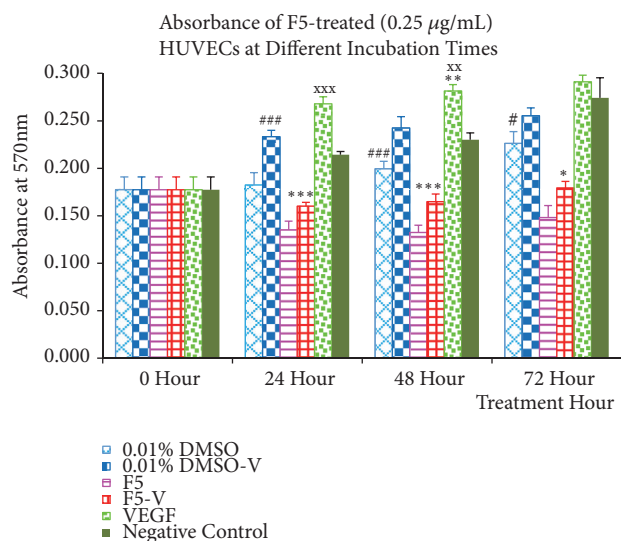 Absorbance of F5-treated (0.25 μg/mL)
HUVECs at Different Incubation Times
Absorbance at 570nm
0.300
0.250
0.200
0.150
0.100
0.050
0.000
###
***
xxx
###
***
xx
**
#
*
0 Hour 24 Hour 48 Hour 72 Hour
Treatment Hour
0.01% DMSO
0.01% DMSO-V
F5
F5-V
VEGF
Negative Control